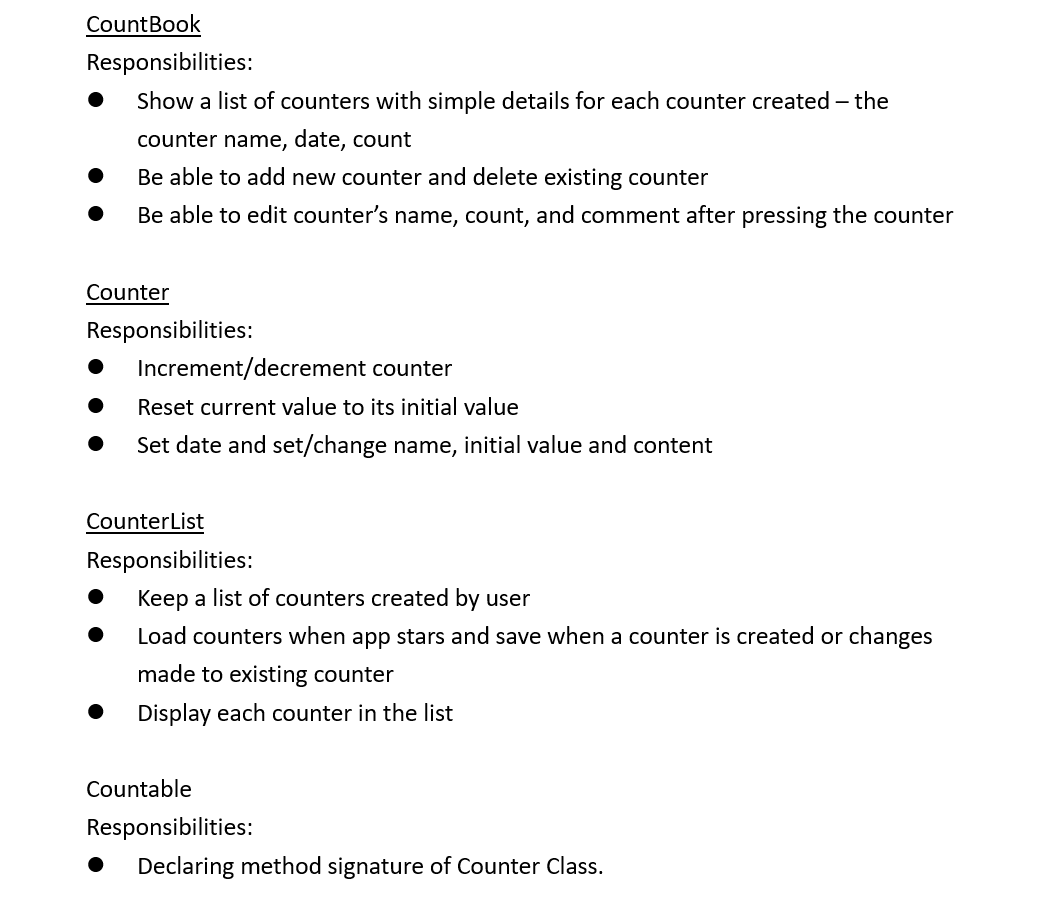 CountBook
Responsibilities:
● Show a list of counters with simple details for each counter created – the
counter name, date, count
● Be able to add new counter and delete existing counter
● Be able to edit counter’s name, count, and comment after pressing the counter
Counter
Responsibilities:
● Increment/decrement counter
● Reset current value to its initial value
● Set date and set/change name, initial value and content
CounterList
Responsibilities:
● Keep a list of counters created by user
● Load counters when app stars and save when a counter is created or changes
made to existing counter
● Display each counter in the list
Countable
Responsibilities:
● Declaring method signature of Counter Class.